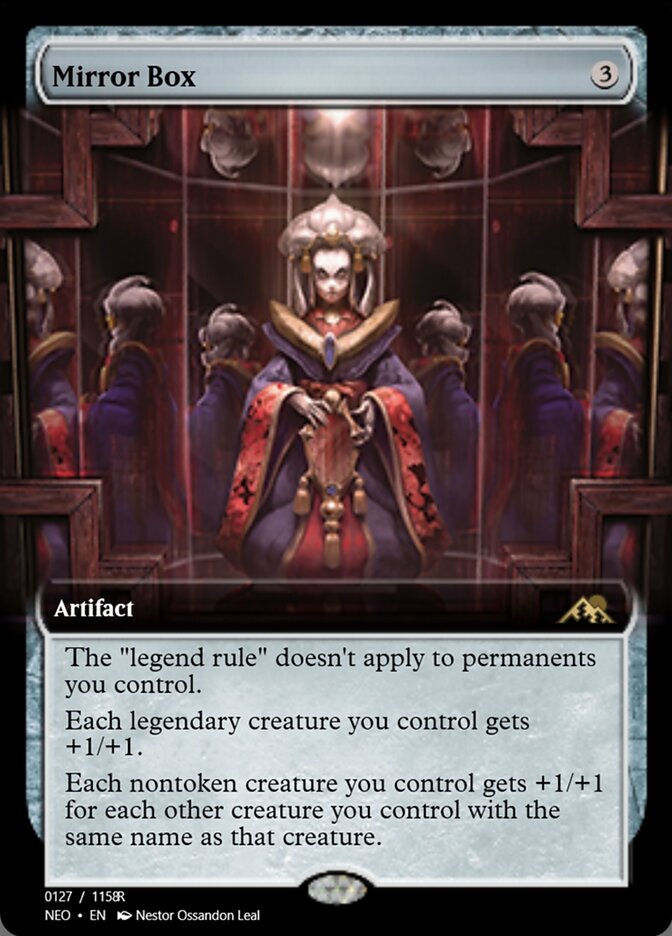 Mirror Box
3
Artifact
The "legend rule" doesn't apply to permanents
you control.
Each legendary creature you control gets
+1/+1.
Each nontoken creature you control gets +1/+1
for each other creature you control with the
same name as that creature.
0127 / 1158R
NEO • EN Nestor Ossandon Leal